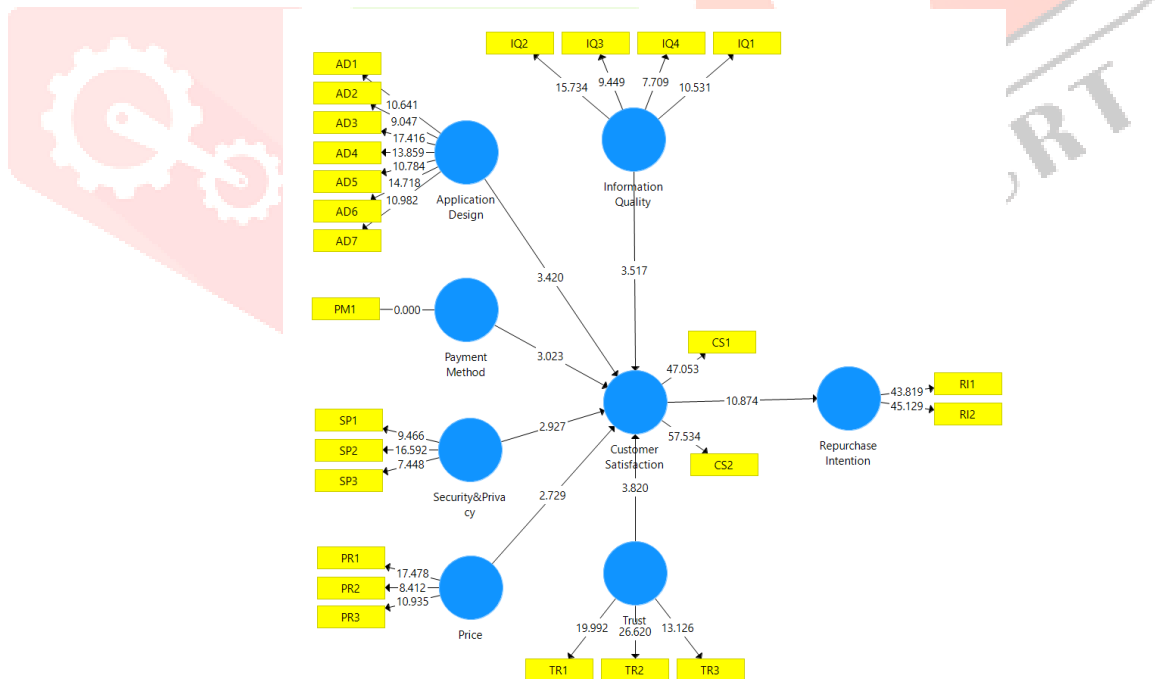 IQ2
IQ3
IQ4
IQ1
15.734
9.449
7.709
10.531
Information
Quality
AD1
AD2
AD3
AD4
AD5
AD6
AD7
10.641
9.047
17.416
13.859
10.784
14.718
10.982
Application
Design
3.420
3.517
PM1
0.000
Payment
Method
3.023
CS1
47.053
SP1
SP2
SP3
9.466
16.592
7.448
Security&Priva
cy
2.927
Customer
Satisfaction
57.534
CS2
10.874
Repurchase
Intention
43.819
45.129
RI1
RI2
2.729
3.820
PR1
PR2
PR3
17.478
8.412
10.935
Price
Trust
19.992
26.620
13.126
TR1
TR2
TR3
RT